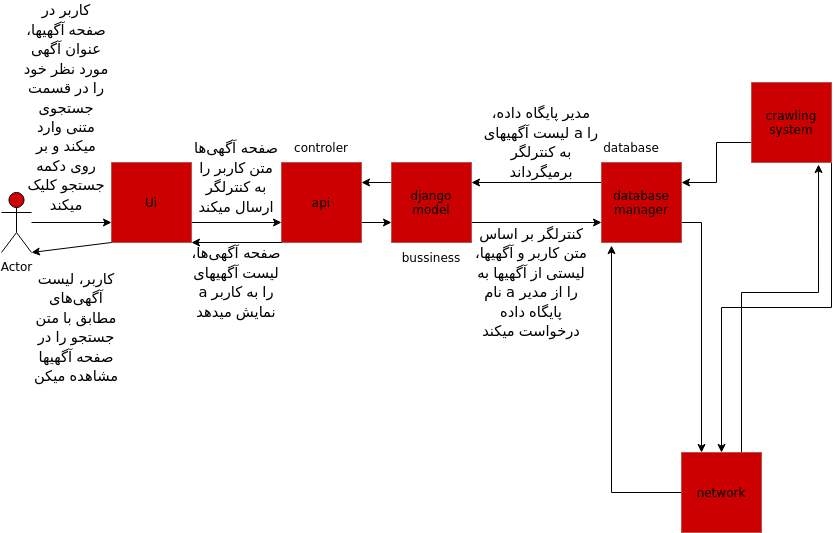 کاربر در
صفحه آگهیها،
عنوان آگهی
مورد نظر خود
را در قسمت
جستجوی
متنی وارد
میکند و بر
روی دکمه
جستجو کلیک
میکند
Actor
کاربر، لیست
آگهی‌های
مطابق با متن
جستجو را در
صفحه آگهیها
مشاهده میکن
Ui
صفحه آگهی‌ها
متن کاربر را
به کنترلگر
ارسال میکند
صفحه آگهی‌ها،
لیست آگهیهای
a را به کاربر
نمایش میدهد
controler
api
django
model
bussiness
مدیر پایگاه داده،
لیست آگهیهای a را
به کنترلگر
برمیگرداند
کنترلگر بر اساس
متن کاربر و آگهیها،
لیستی از آگهیها به
نام a را از مدیر
پایگاه داده
درخواست میکند
database
database
manager
crawling
system
network